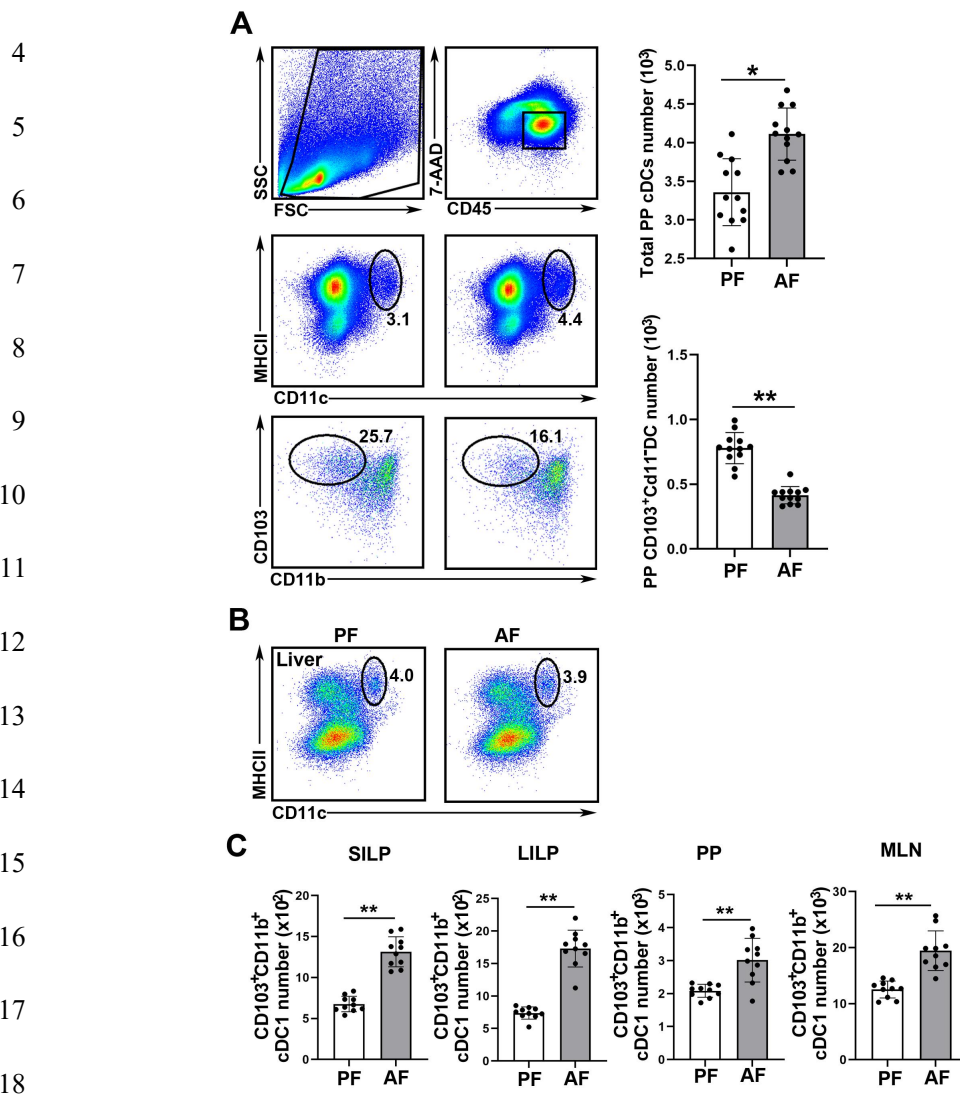 A
4
5
6
7
8
9
10
11
12
13
14
15
16
17
18
SSC
FSC
7-AAD
CD45
MHCII
3.1
4.4
CD11c
CD103
25.7
16.1
CD11b
Total PP cDCs number (10³)
5.0
4.5
4.0
3.5
3.0
2.5
*
PF AF
PP CD103⁺Cd11⁻DC number (10³)
1.5
1.0
0.5
0.0
**
PF AF
B
PF AF
Liver
4.0
3.9
MHCII
CD11c
C
SILP
CD103⁺CD11b⁺
cDC1 number (x10²)
20
15
10
5
0
**
PF AF
LILP
CD103⁺CD11b⁺
cDC1 number (x10²)
25
20
15
10
5
0
**
PF AF
PP
CD103⁺CD11b⁺
cDC1 number (x10³)
5
4
3
2
1
0
**
PF AF
MLN
CD103⁺CD11b⁺
cDC1 number (x10³)
30
20
10
0
**
PF AF